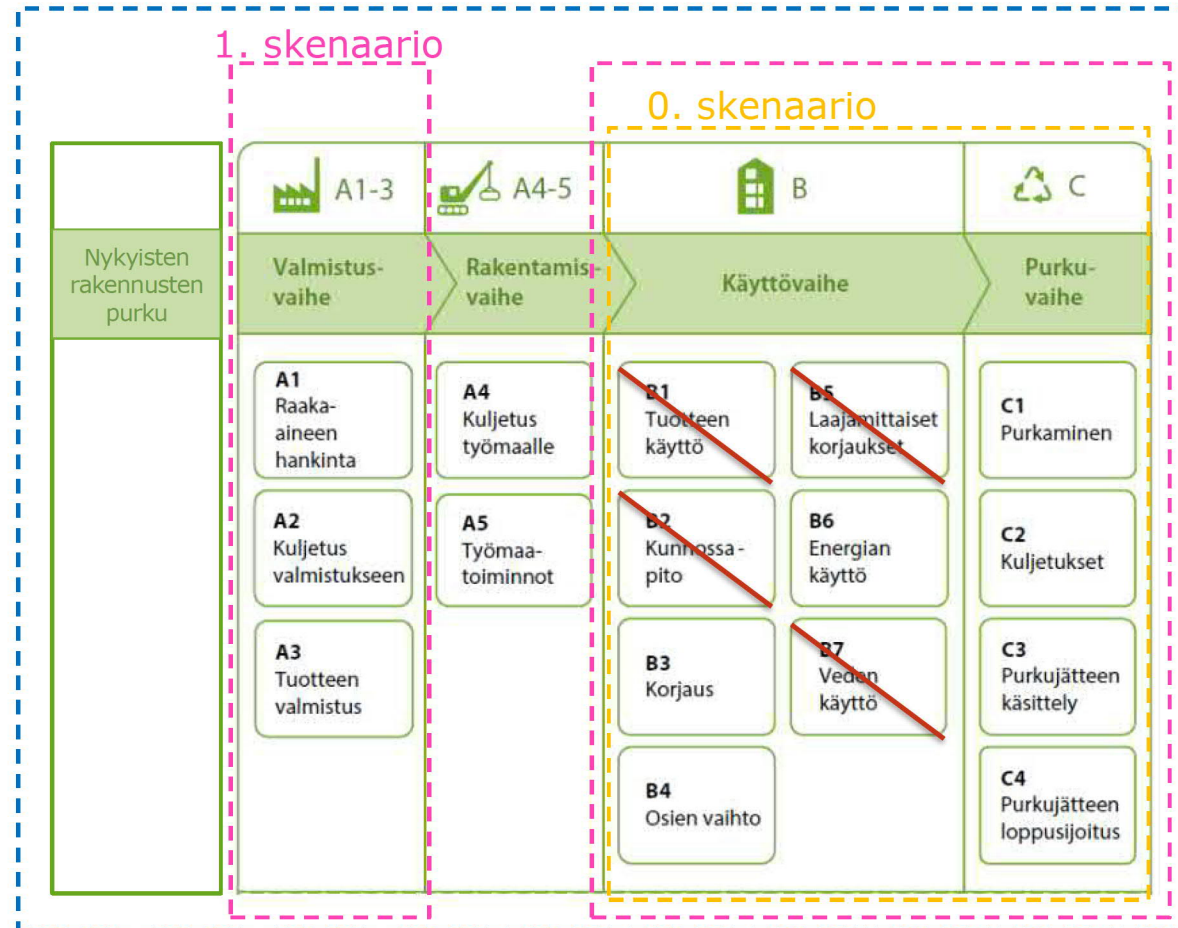 1. skenaario
0. skenaario
A1-3
A4-5
B
C
Nykyisten
rakennusten
purku
Valmistus-
vaihe
Rakentamis-
vaihe
Käyttövaihe
Purku-
vaihe
A1
Raaka-
aineen
hankinta
A2
Kuljetus
valmistukseen
A3
Tuotteen
valmistus
A4
Kuljetus
työmaalle
A5
Työmaa-
toiminnot
B1
Tuotteen
käyttö
B2
Kunnossa-
pito
B3
Korjaus
B4
Osien vaihto
B5
Laajamittaiset
korjaukset
B6
Energian
käyttö
B7
Veden
käyttö
C1
Purkaminen
C2
Kuljetukset
C3
Purkujätteen
käsittely
C4
Purkujätteen
loppusijoitus